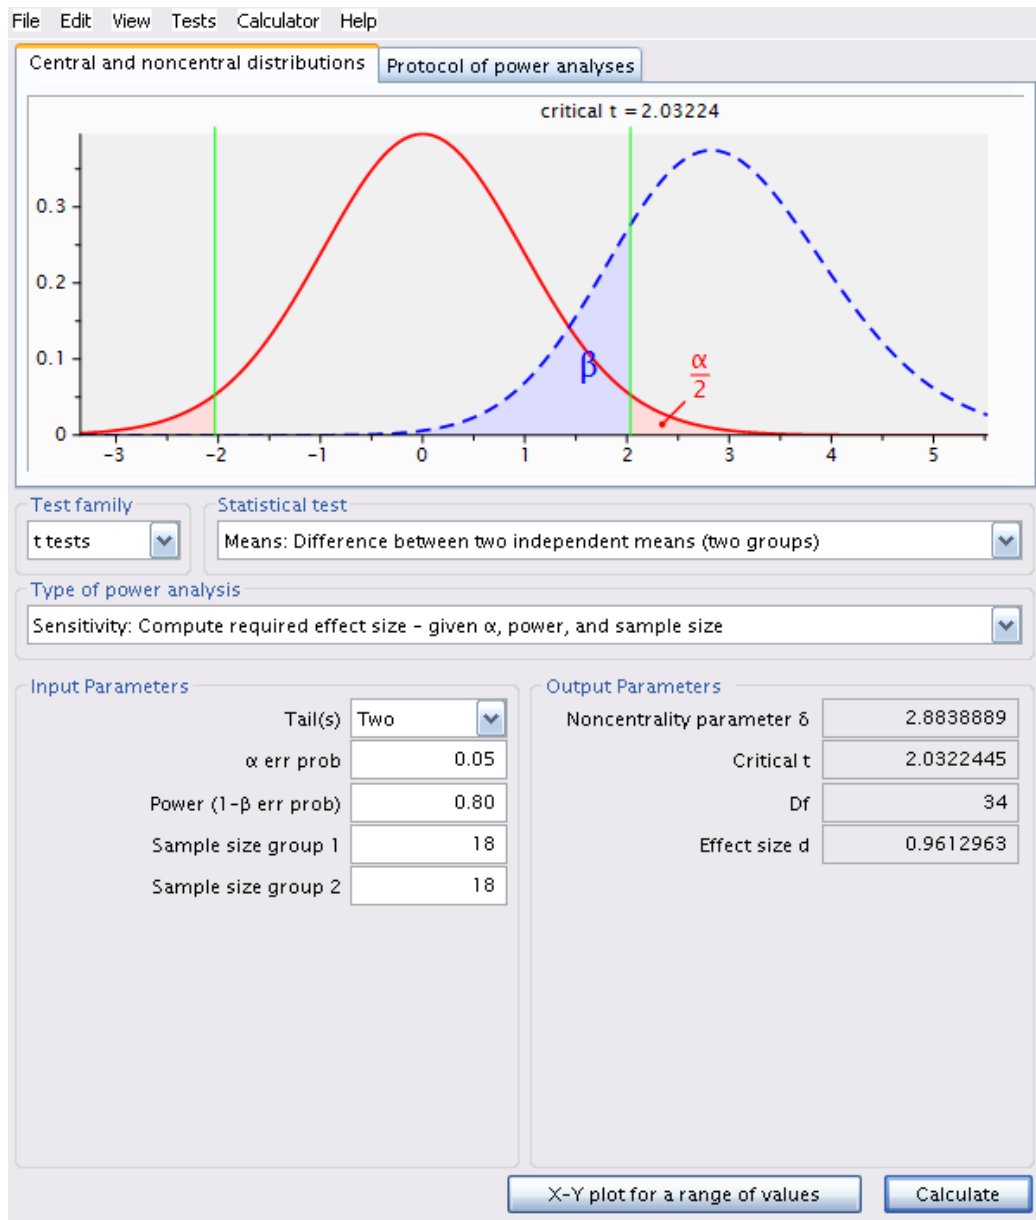 File Edit View Tests Calculator Help
Central and noncentral distributions Protocol of power analyses
critical t = 2.03224
0.3
0.2
0.1
0
β
α
2
-3 -2 -1 0 1 2 3 4 5
Test family Statistical test
t tests Means: Difference between two independent means (two groups)
Type of power analysis
Sensitivity: Compute required effect size – given α, power, and sample size
Input Parameters
Tail(s) Two
α err prob 0.05
Power (1-β err prob) 0.80
Sample size group 1 18
Sample size group 2 18
Output Parameters
Noncentrality parameter δ 2.8838889
Critical t 2.0322445
Df 34
Effect size d 0.9612963
X-Y plot for a range of values Calculate